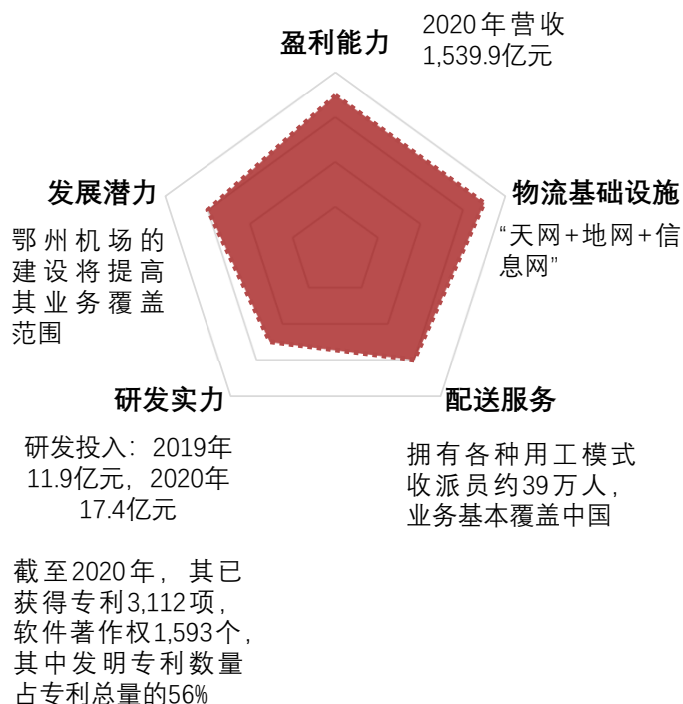 盈利能力
2020年营收
1,539.9亿元
发展潜力
鄂州机场的
建设将提高
其业务覆盖
范围
物流基础设施
“天网+地网+信
息网”
研发实力
研发投入：2019年
11.9亿元，2020年
17.4亿元
截至2020年，其已
获得专利3,112项，
软件著作权1,593个，
其中发明专利数量
占专利总量的56%
配送服务
拥有各种用工模式
收派员约39万人，
业务基本覆盖中国